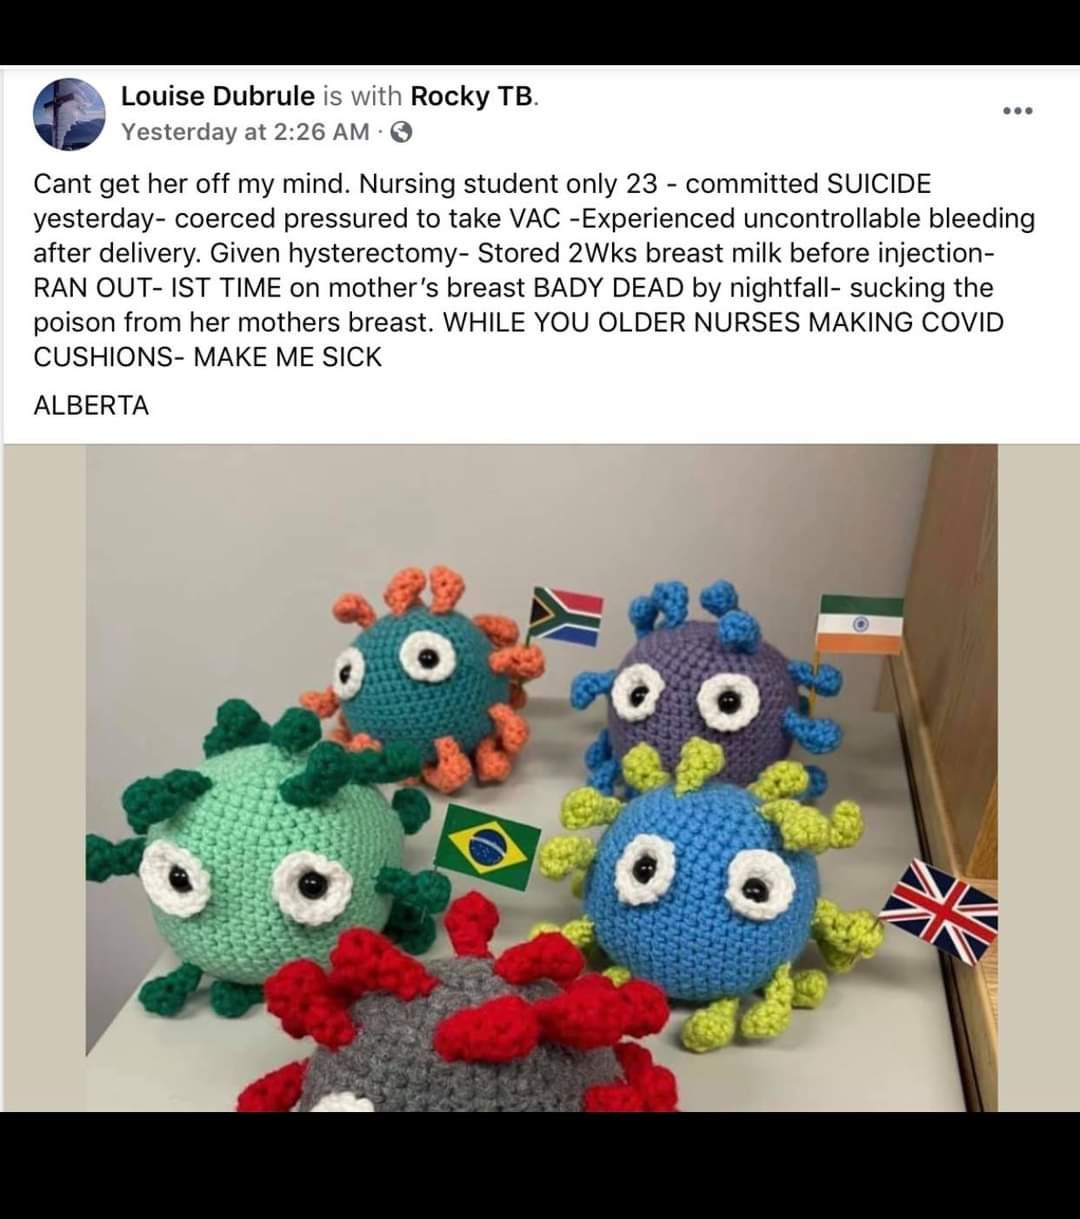 Louise Dubrule is with Rocky TB.
Yesterday at 2:26 AM ·
Cant get her off my mind. Nursing student only 23 - committed SUICIDE
yesterday- coerced pressured to take VAC -Experienced uncontrollable bleeding
after delivery. Given hysterectomy- Stored 2Wks breast milk before injection-
RAN OUT- IST TIME on mother's breast BADY DEAD by nightfall- sucking the
poison from her mothers breast. WHILE YOU OLDER NURSES MAKING COVID
CUSHIONS- MAKE ME SICK
ALBERTA